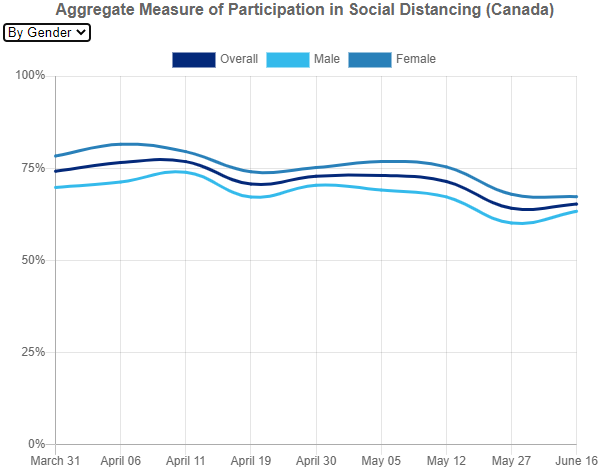 Aggregate Measure of Participation in Social Distancing (Canada)
By Gender
Overall Male Female
100%
75%
50%
25%
0%
March 31 April 06 April 11 April 19 April 30 May 05 May 12 May 27 June 16